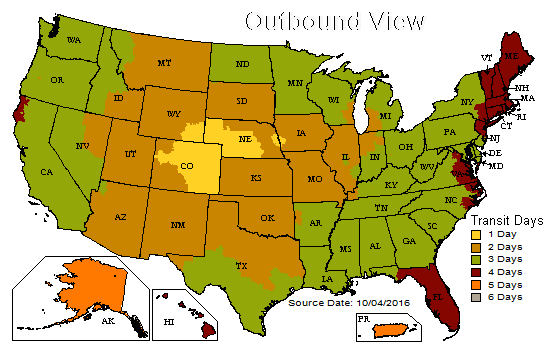 Outbound View
WA
MT
ND
MN
VT
ME
OR
ID
SD
WI
MI
NY
NH
MA
RI
CT
WY
NV
UT
NE
IA
IL
IN
OH
PA
NJ
DE
MD
CA
CO
KS
MO
KY
WV
VA
NC
TN
AZ
NM
OK
AR
SC
MS
AL
GA
TX
LA
FL
AK
HI
PR
Transit Days
1 Day
2 Days
3 Days
4 Days
5 Days
6 Days
Source Date: 10/04/2016